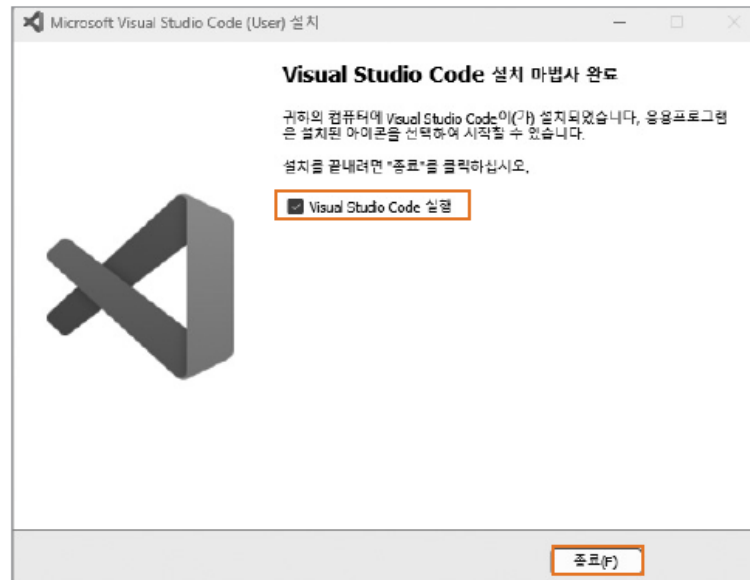 Microsoft Visual Studio Code (User) 설치
Visual Studio Code 설치 마법사 완료
귀하의 컴퓨터에 Visual Studio Code이(가) 설치되었습니다, 응용프로그램
은 설치된 아이콘을 선택하여 시작할 수 있습니다.
설치를 끝내려면 "종료"를 클릭하십시오.
Visual Studio Code 실행
종료(F)